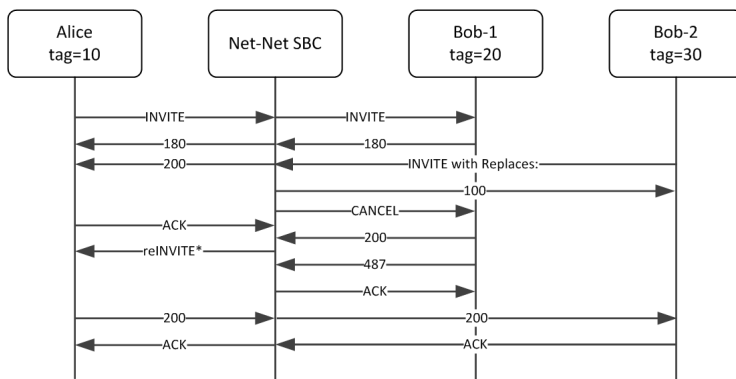 Alice
tag=10
Net-Net SBC
Bob-1
tag=20
Bob-2
tag=30
INVITE
INVITE
180
180
200
INVITE with Replaces:
100
CANCEL
ACK
200
reINVITE*
487
ACK
200
200
ACK
ACK